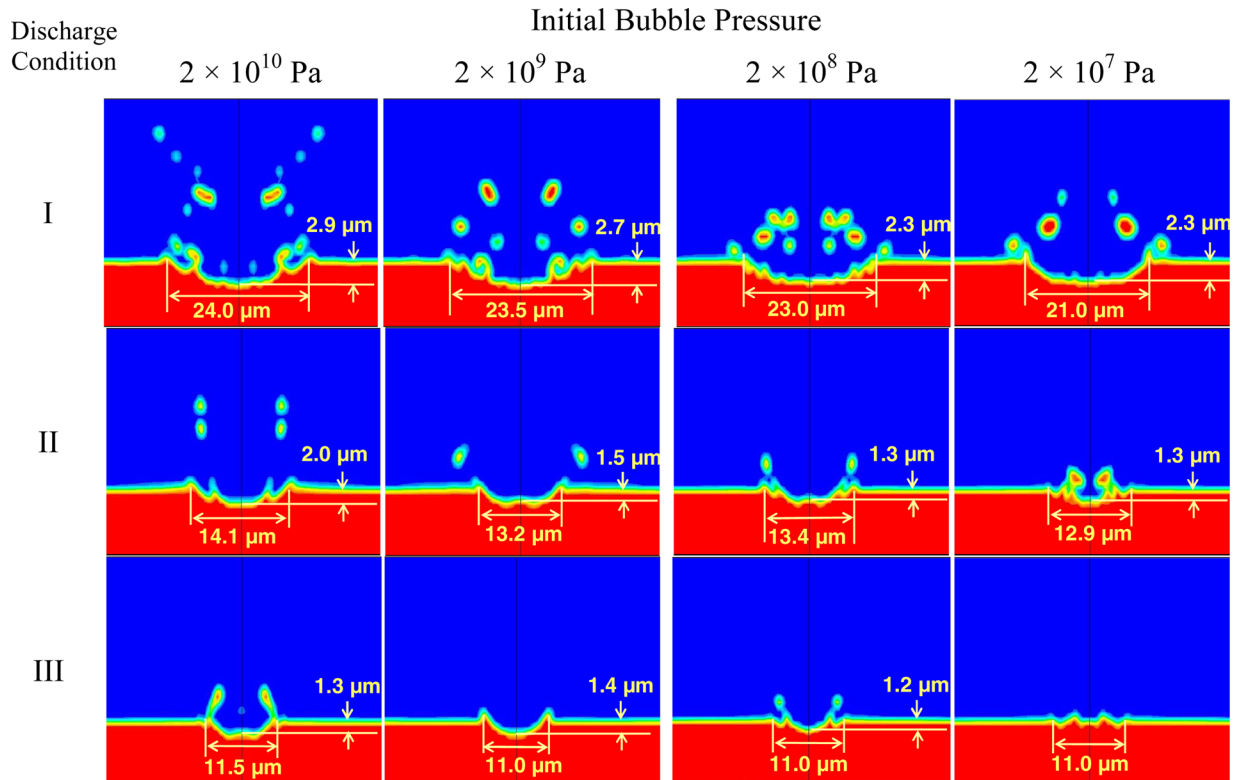 Initial Bubble Pressure
Discharge
Condition
2 × 10¹⁰ Pa
2 × 10⁹ Pa
2 × 10⁸ Pa
2 × 10⁷ Pa
I
2.9 µm
24.0 µm
2.7 µm
23.5 µm
2.3 µm
23.0 µm
2.3 µm
21.0 µm
II
2.0 µm
14.1 µm
1.5 µm
13.2 µm
1.3 µm
13.4 µm
1.3 µm
12.9 µm
III
1.3 µm
11.5 µm
1.4 µm
11.0 µm
1.2 µm
11.0 µm
11.0 µm